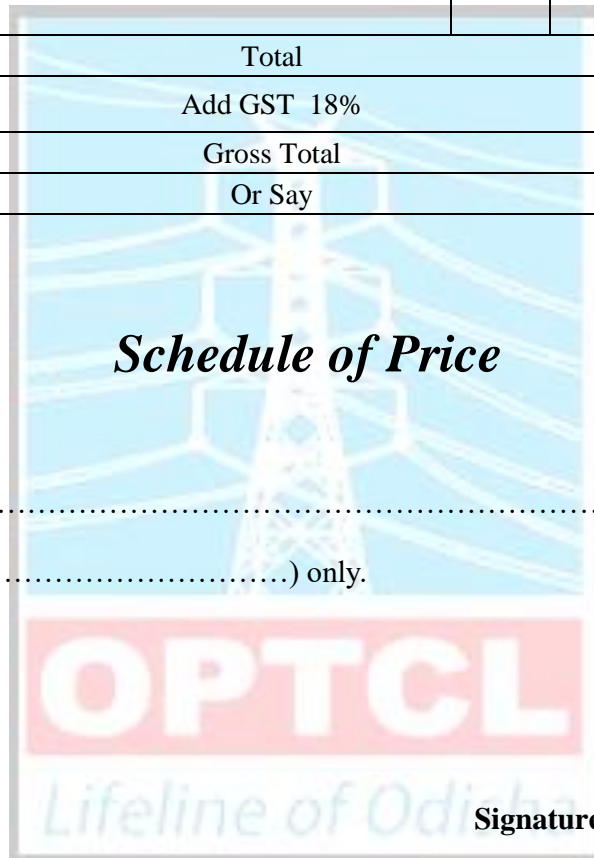 Total
Add GST 18%
Gross Total
Or Say
Schedule of Price
…………………………………………………………
…………………………) only.
OPTCL
Lifeline of Odisha
Signature